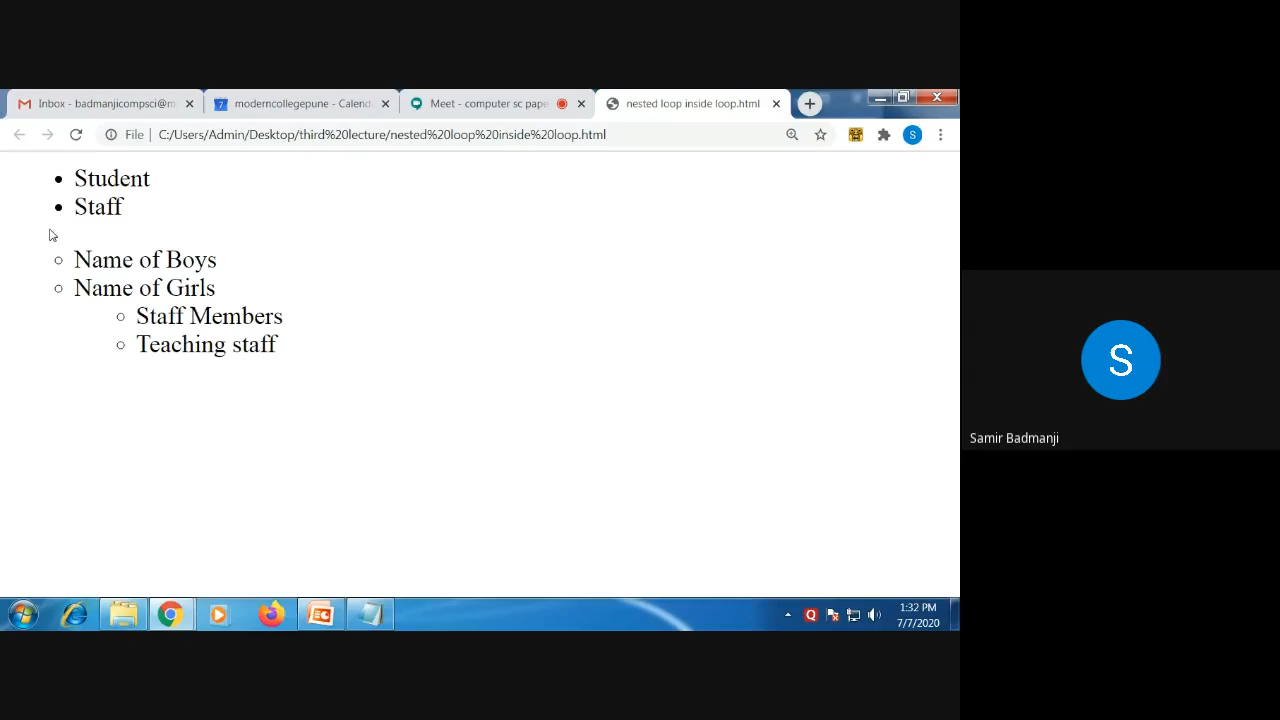 Inbox - badmanjicompsci@m
moderncollegepune - Calend
Meet - computer sc pape
nested loop inside loop.html
File
C:/Users/Admin/Desktop/third%20lecture/nested%20loop%20inside%20loop.html
S
Student
Staff
Name of Boys
Name of Girls
Staff Members
Teaching staff
S
Samir Badmanji
1:32 PM
7/7/2020